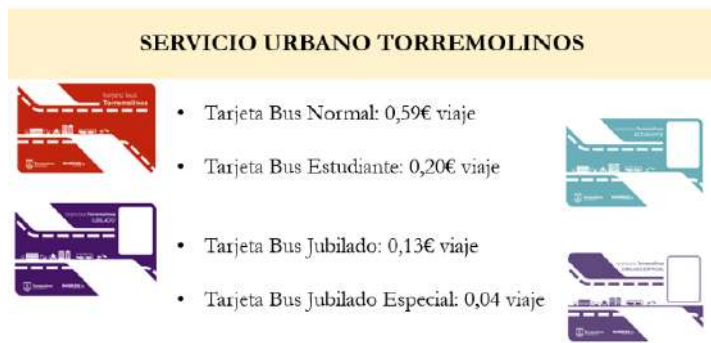 SERVICIO URBANO TORREMOLINOS
tarjeta bus
Torremolinos
• Tarjeta Bus Normal: 0,59€ viaje
• Tarjeta Bus Estudiante: 0,20€ viaje
• Tarjeta Bus Jubilado: 0,13€ viaje
• Tarjeta Bus Jubilado Especial: 0,04 viaje